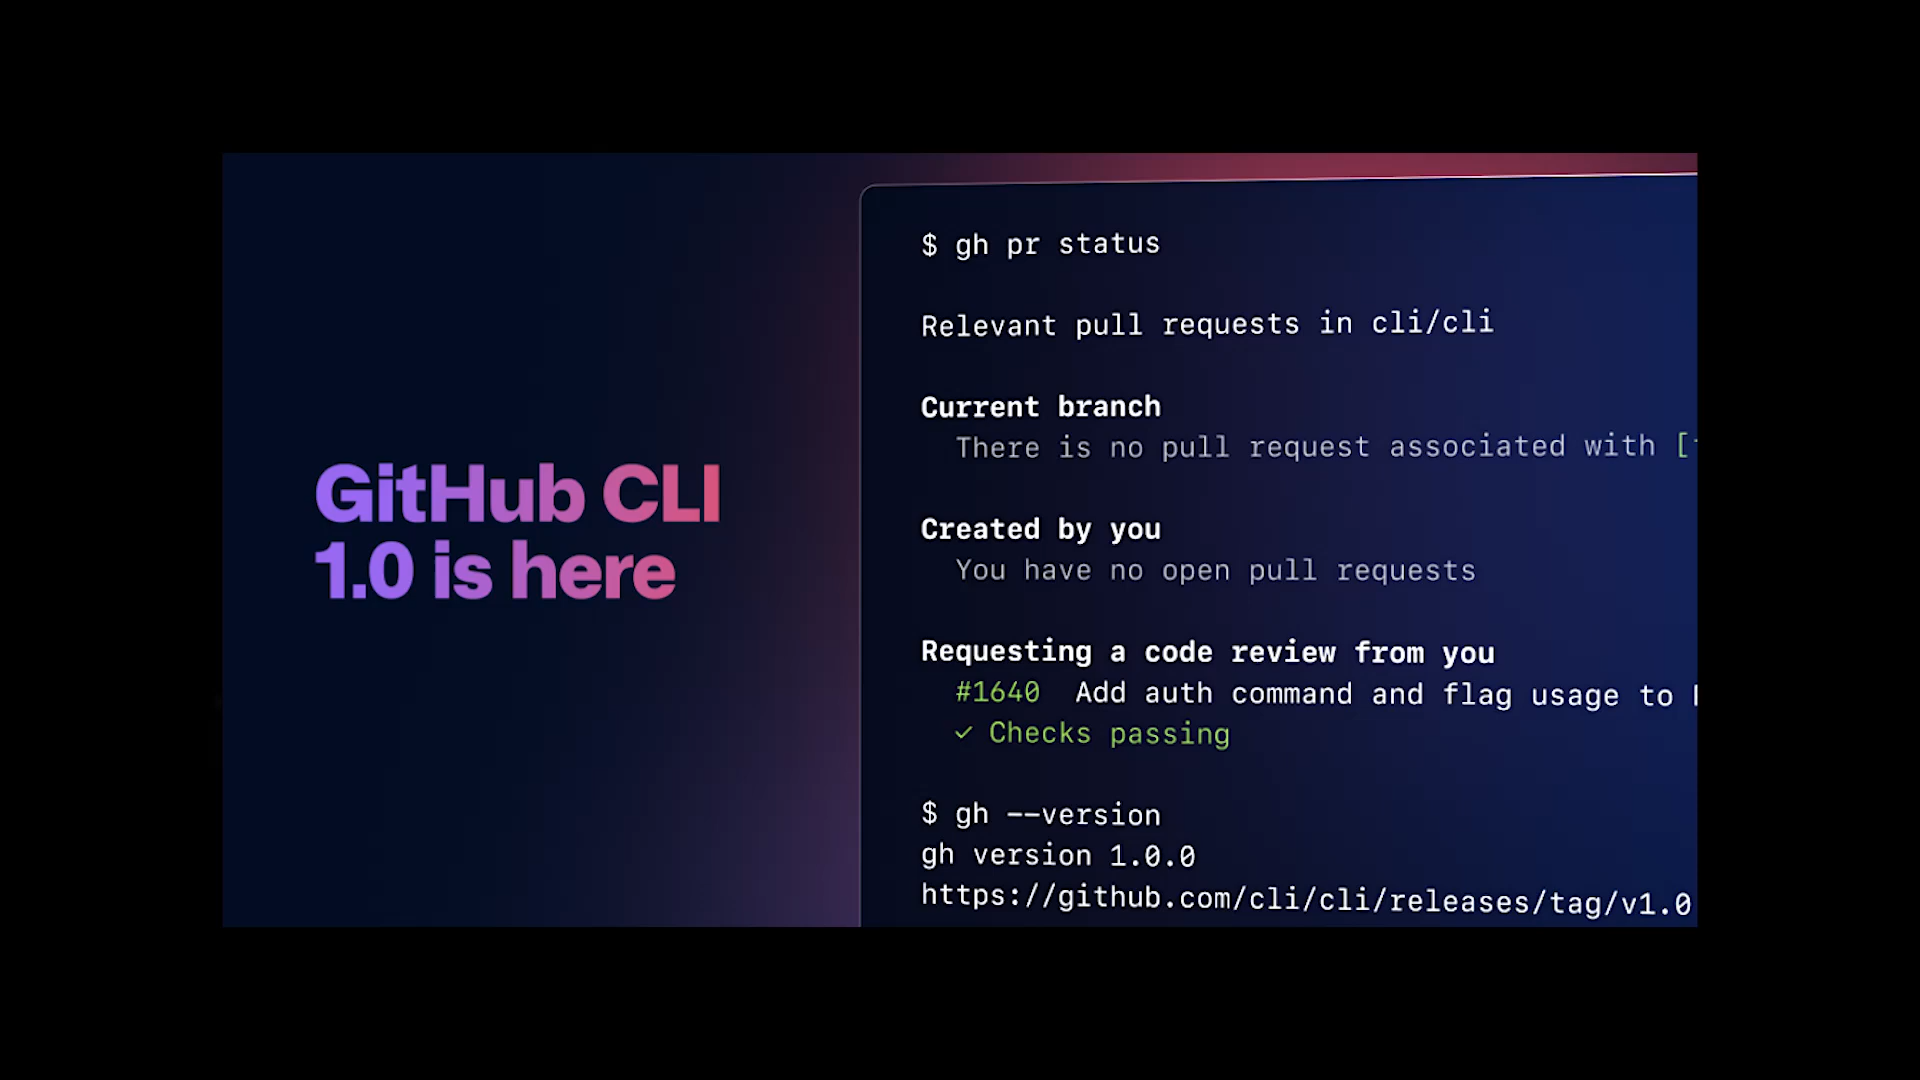 GitHub CLI
1.0 is here
$ gh pr status
Relevant pull requests in cli/cli
Current branch
There is no pull request associated with [
Created by you
You have no open pull requests
Requesting a code review from you
#1640 Add auth command and flag usage to
✓ Checks passing
$ gh --version
gh version 1.0.0
https://github.com/cli/cli/releases/tag/v1.0